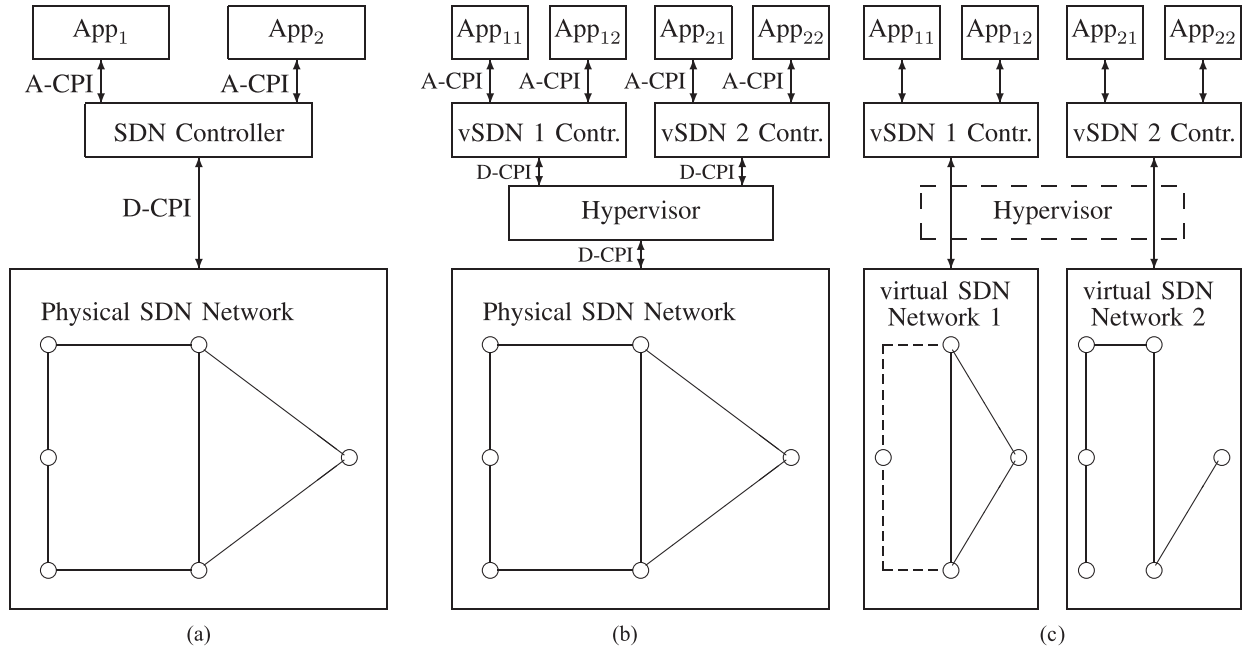 App₁ App₂
A-CPI A-CPI
SDN Controller
D-CPI
Physical SDN Network
(a)
App₁₁ App₁₂ App₂₁ App₂₂
A-CPI A-CPI A-CPI A-CPI
vSDN 1 Contr. vSDN 2 Contr.
D-CPI D-CPI
Hypervisor
D-CPI
Physical SDN Network
(b)
App₁₁ App₁₂ App₂₁ App₂₂
vSDN 1 Contr. vSDN 2 Contr.
Hypervisor
virtual SDN
Network 1
virtual SDN
Network 2
(c)